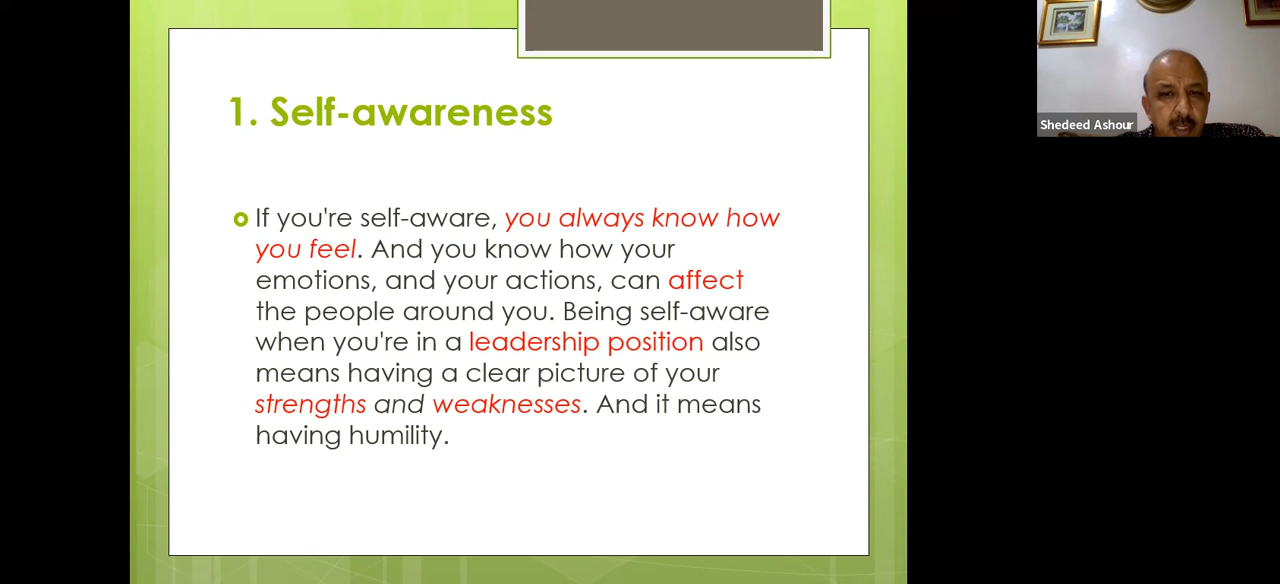 1. Self-awareness
If you're self-aware, you always know how
you feel. And you know how your
emotions, and your actions, can affect
the people around you. Being self-aware
when you're in a leadership position also
means having a clear picture of your
strengths and weaknesses. And it means
having humility.
Shedeed Ashour